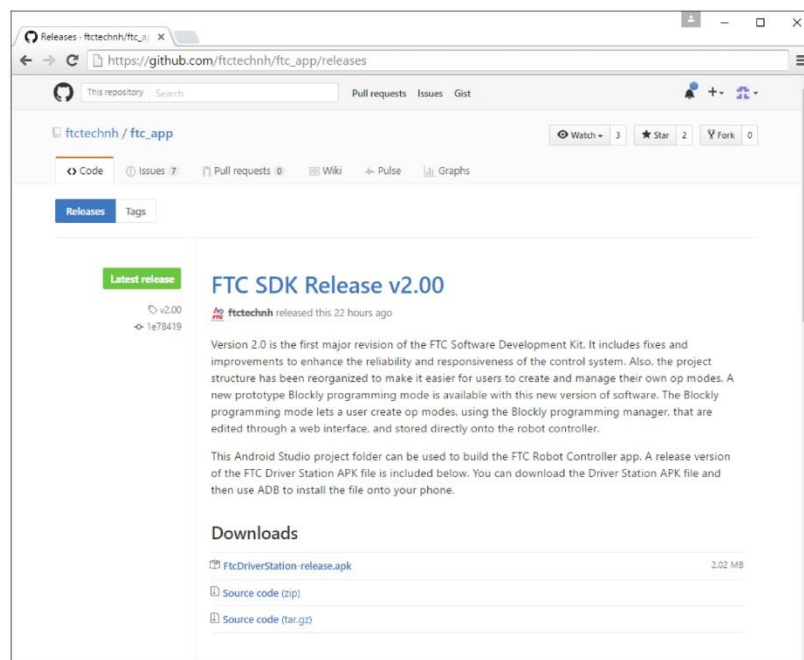 Releases · ftctechnh/ftc_a
https://github.com/ftctechnh/ftc_app/releases
This repository Search Pull requests Issues Gist
ftctechnh / ftc_app Watch 3 Star 2 Fork 0
Code Issues 7 Pull requests 0 Wiki Pulse Graphs
Releases Tags
Latest release
v2.00
1e78419
FTC SDK Release v2.00
ftctechnh released this 22 hours ago
Version 2.0 is the first major revision of the FTC Software Development Kit. It includes fixes and
improvements to enhance the reliability and responsiveness of the control system. Also, the project
structure has been reorganized to make it easier for users to create and manage their own op modes. A
new prototype Blockly programming mode is available with this new version of software. The Blockly
programming mode lets a user create op modes, using the Blockly programming manager, that are
edited through a web interface, and stored directly onto the robot controller.
This Android Studio project folder can be used to build the FTC Robot Controller app. A release version
of the FTC Driver Station APK file is included below. You can download the Driver Station APK file and
then use ADB to install the file onto your phone.
Downloads
FtcDriverStation-release.apk 2.02 MB
Source code (zip)
Source code (tar.gz)